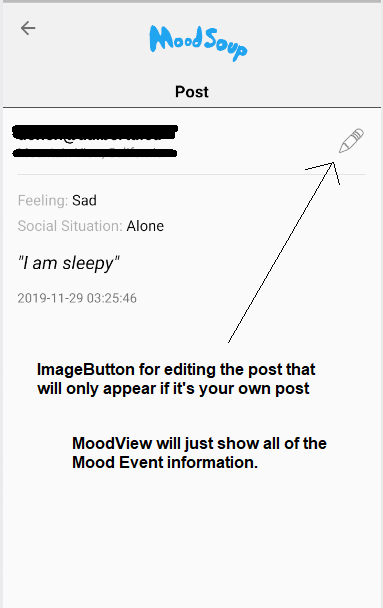 MoodSoup
Post
Feeling: Sad
Social Situation: Alone
"I am sleepy"
2019-11-29 03:25:46
ImageButton for editing the post that
will only appear if it's your own post
MoodView will just show all of the
Mood Event information.